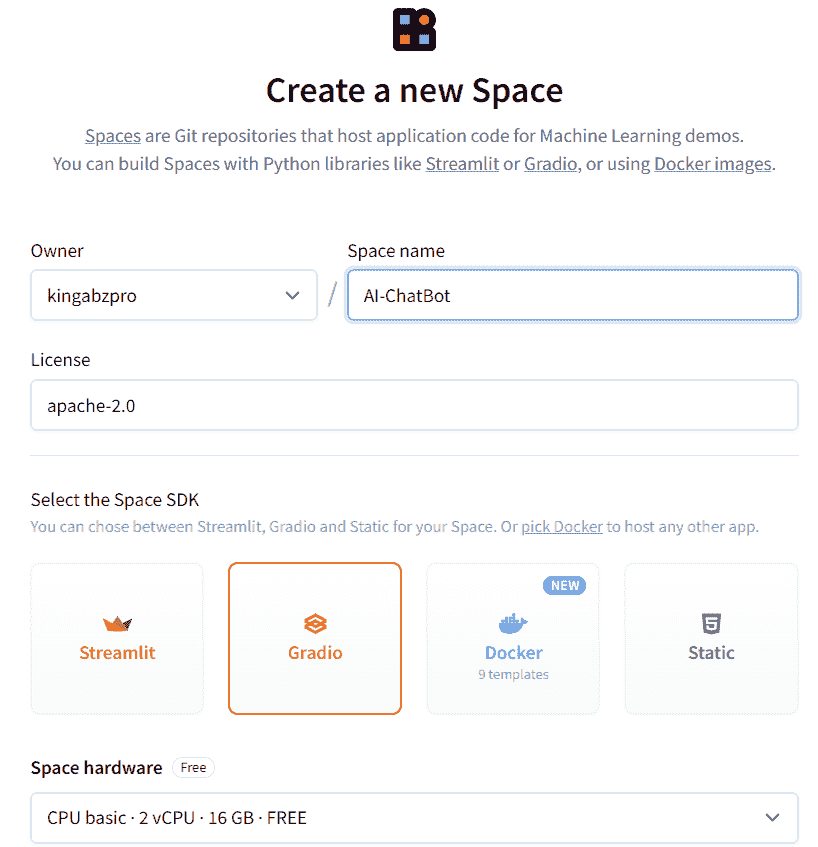 Create a new Space
Spaces are Git repositories that host application code for Machine Learning demos.
You can build Spaces with Python libraries like Streamlit or Gradio, or using Docker images.
Owner
Space name
kingabzpro
/
AI-ChatBot
License
apache-2.0
Select the Space SDK
You can chose between Streamlit, Gradio and Static for your Space. Or pick Docker to host any other app.
Streamlit
Gradio
NEW
Docker
9 templates
5
Static
Space hardware
Free
CPU basic · 2 vCPU · 16 GB · FREE